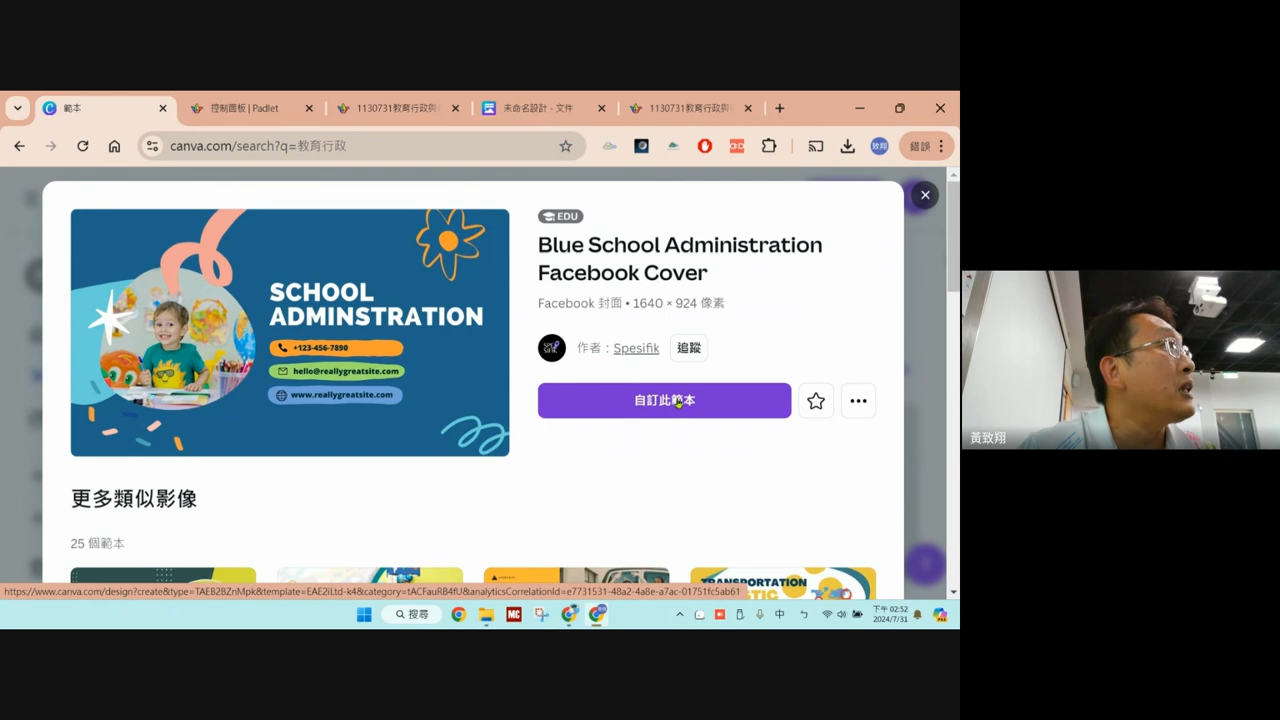 範本
控制面板 | Padlet
1130731教育行政與
未命名設計 - 文件
1130731教育行政與
canva.com/search?q=教育行政
致翔
錯誤
EDU
Blue School Administration
Facebook Cover
Facebook 封面 • 1640 × 924 像素
作者：Spesifik
追蹤
自訂此範本
SCHOOL
ADMINSTRATION
+123-456-7890
hello@reallygreatsite.com
www.reallygreatsite.com
更多類似影像
25 個範本
TRANSPORTATION
https://www.canva.com/design?create&type=TAEB2BZnMpk&template=EAE2iLtd-k4&category=tACFauRB4fU&analyticsCorrelationId=e7731531-48a2-4a8e-a7ac-01751fc5ab61
搜尋
中
下午 02:52
2024/7/31
黃致翔